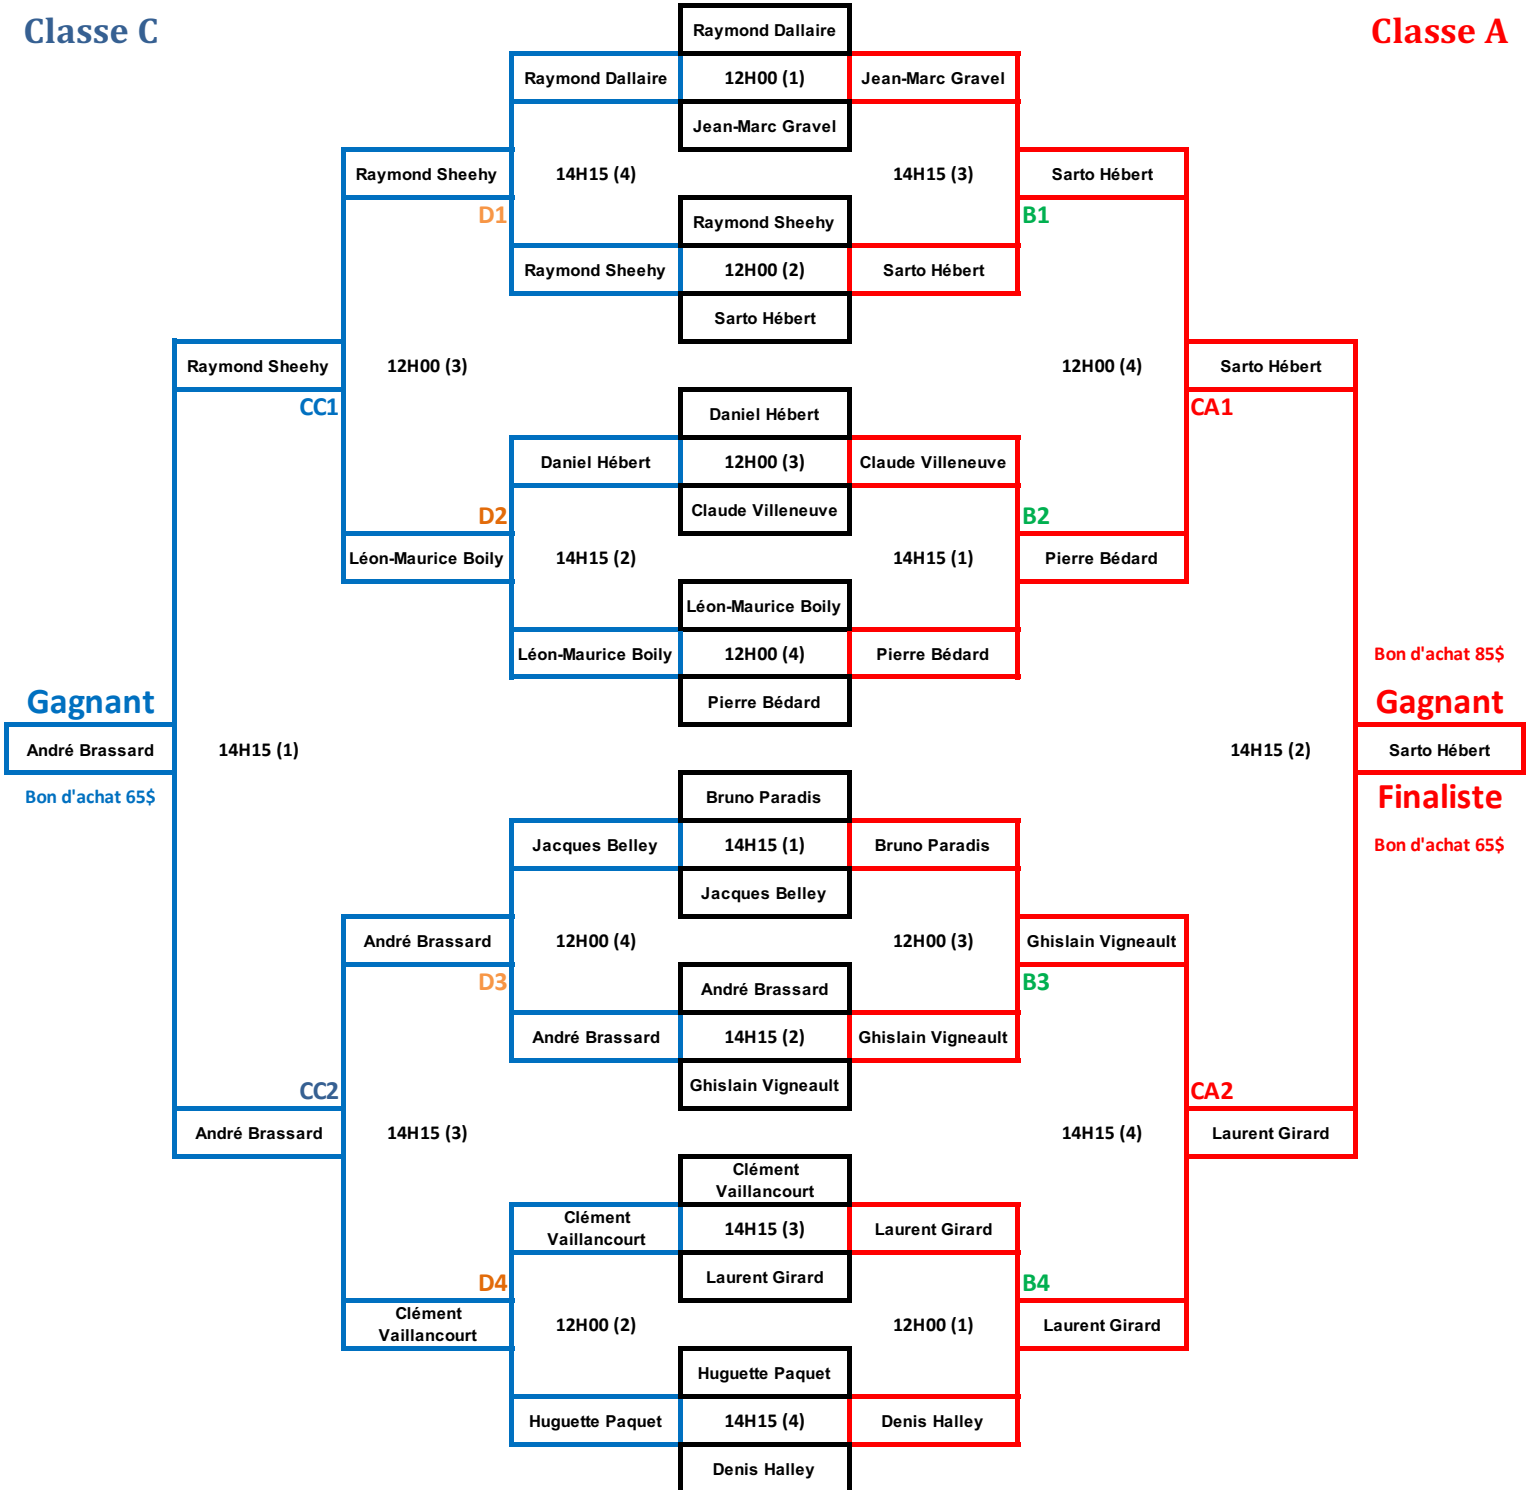 Classe C
Raymond Dallaire
Classe A
Raymond Dallaire
12H00 (1)
Jean-Marc Gravel
Jean-Marc Gravel
Raymond Sheehy
14H15 (4)
14H15 (3)
Sarto Hébert
D1
Raymond Sheehy
B1
Raymond Sheehy
12H00 (2)
Sarto Hébert
Sarto Hébert
Raymond Sheehy
12H00 (3)
12H00 (4)
Sarto Hébert
CC1
Daniel Hébert
CA1
Daniel Hébert
12H00 (3)
Claude Villeneuve
D2
Claude Villeneuve
B2
Léon-Maurice Boily
14H15 (2)
14H15 (1)
Pierre Bédard
Léon-Maurice Boily
Léon-Maurice Boily
12H00 (4)
Pierre Bédard
Bon d'achat 85$
Gagnant
Pierre Bédard
Gagnant
André Brassard
14H15 (1)
14H15 (2)
Sarto Hébert
Bon d'achat 65$
Bruno Paradis
Finaliste
Jacques Belley
14H15 (1)
Bruno Paradis
Bon d'achat 65$
Jacques Belley
André Brassard
12H00 (4)
12H00 (3)
Ghislain Vigneault
D3
André Brassard
B3
André Brassard
14H15 (2)
Ghislain Vigneault
CC2
Ghislain Vigneault
CA2
André Brassard
14H15 (3)
14H15 (4)
Laurent Girard
Clément
Vaillancourt
Clément
Vaillancourt
14H15 (3)
Laurent Girard
D4
Laurent Girard
B4
Clément
Vaillancourt
12H00 (2)
12H00 (1)
Laurent Girard
Huguette Paquet
Huguette Paquet
14H15 (4)
Denis Halley
Denis Halley